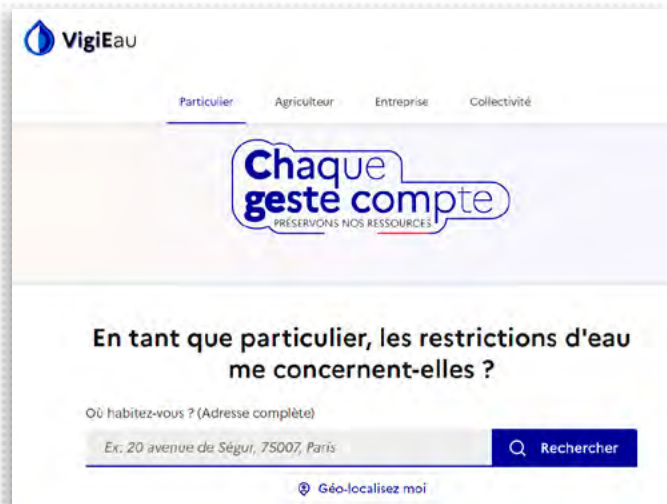 VigiEau
Particulier Agriculteur Entreprise Collectivité
Chaque
geste compte
PRÉSERVONS NOS RESSOURCES
En tant que particulier, les restrictions d'eau
me concernent-elles ?
Où habitez-vous ? (Adresse complète)
Ex: 20 avenue de Ségur, 75007, Paris
Rechercher
Géo-localisez moi